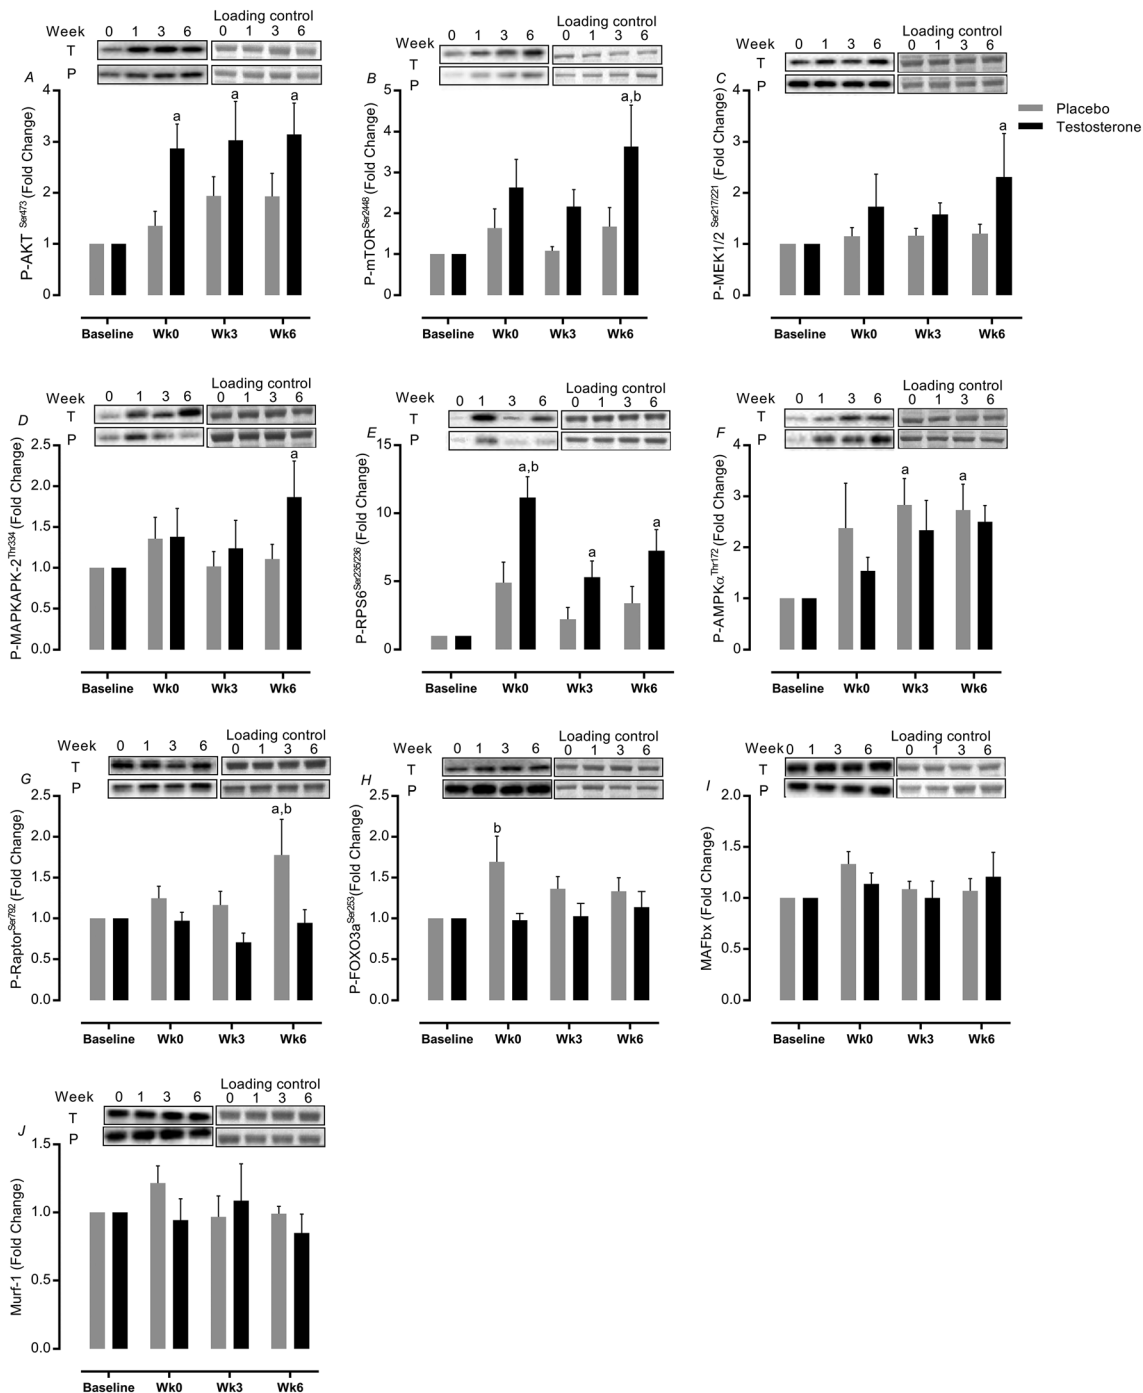 Loading control
Week 0 1 3 6 0 1 3 6
T
P
A
P-AKT Ser473 (Fold Change)
5
4
3
2
1
0
a
a
a
Baseline Wk0 Wk3 Wk6
Loading control
Week 0 1 3 6 0 1 3 6
T
P
B
P-mTOR Ser2448 (Fold Change)
5
4
3
2
1
0
a,b
Baseline Wk0 Wk3 Wk6
Loading control
Week 0 1 3 6 0 1 3 6
T
P
C
P-MEK1/2 Ser217/221 (Fold Change)
4
3
2
1
0
a
Baseline Wk0 Wk3 Wk6
Placebo
Testosterone
Loading control
Week 0 1 3 6 0 1 3 6
T
P
D
P-MAPKAPK-2 Thr334 (Fold Change)
2.5
2.0
1.5
1.0
0.5
0.0
a
Baseline Wk0 Wk3 Wk6
Loading control
Week 0 1 3 6 0 1 3 6
T
P
E
P-RPS6 Ser235/236 (Fold Change)
15
10
5
0
a,b
a
a
Baseline Wk0 Wk3 Wk6
Loading control
Week 0 1 3 6 0 1 3 6
T
P
F
P-AMPKα Thr172 (Fold Change)
4
3
2
1
0
a
a
Baseline Wk0 Wk3 Wk6
Loading control
Week 0 1 3 6 0 1 3 6
T
P
G
P-Raptor Ser792 (Fold Change)
2.5
2.0
1.5
1.0
0.5
0.0
a,b
Baseline Wk0 Wk3 Wk6
Loading control
Week 0 1 3 6 0 1 3 6
T
P
H
P-FOXO3a Ser253 (Fold Change)
2.5
2.0
1.5
1.0
0.5
0.0
b
Baseline Wk0 Wk3 Wk6
Loading control
Week 0 1 3 6 0 1 3 6
T
P
I
MAFbx (Fold Change)
2.0
1.5
1.0
0.5
0.0
Baseline Wk0 Wk3 Wk6
Loading control
Week 0 1 3 6 0 1 3 6
T
P
J
Murf-1 (Fold Change)
1.5
1.0
0.5
0.0
Baseline Wk0 Wk3 Wk6